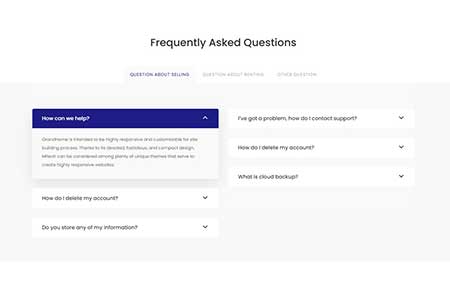 Frequently Asked Questions
QUESTION ABOUT SELLING
QUESTION ABOUT RENTING
OTHER QUESTION
How can we help?
GrandHome is intended to be highly responsive and customizable for site
building process. Thanks to its devoted, fastidious, and compact design,
Which can be considered among plenty of unique themes that serve to
create highly responsive websites.
How do I delete my account?
Do you store any of my information?
I've got a problem, how do I contact support?
How do I delete my account?
What is cloud backup?